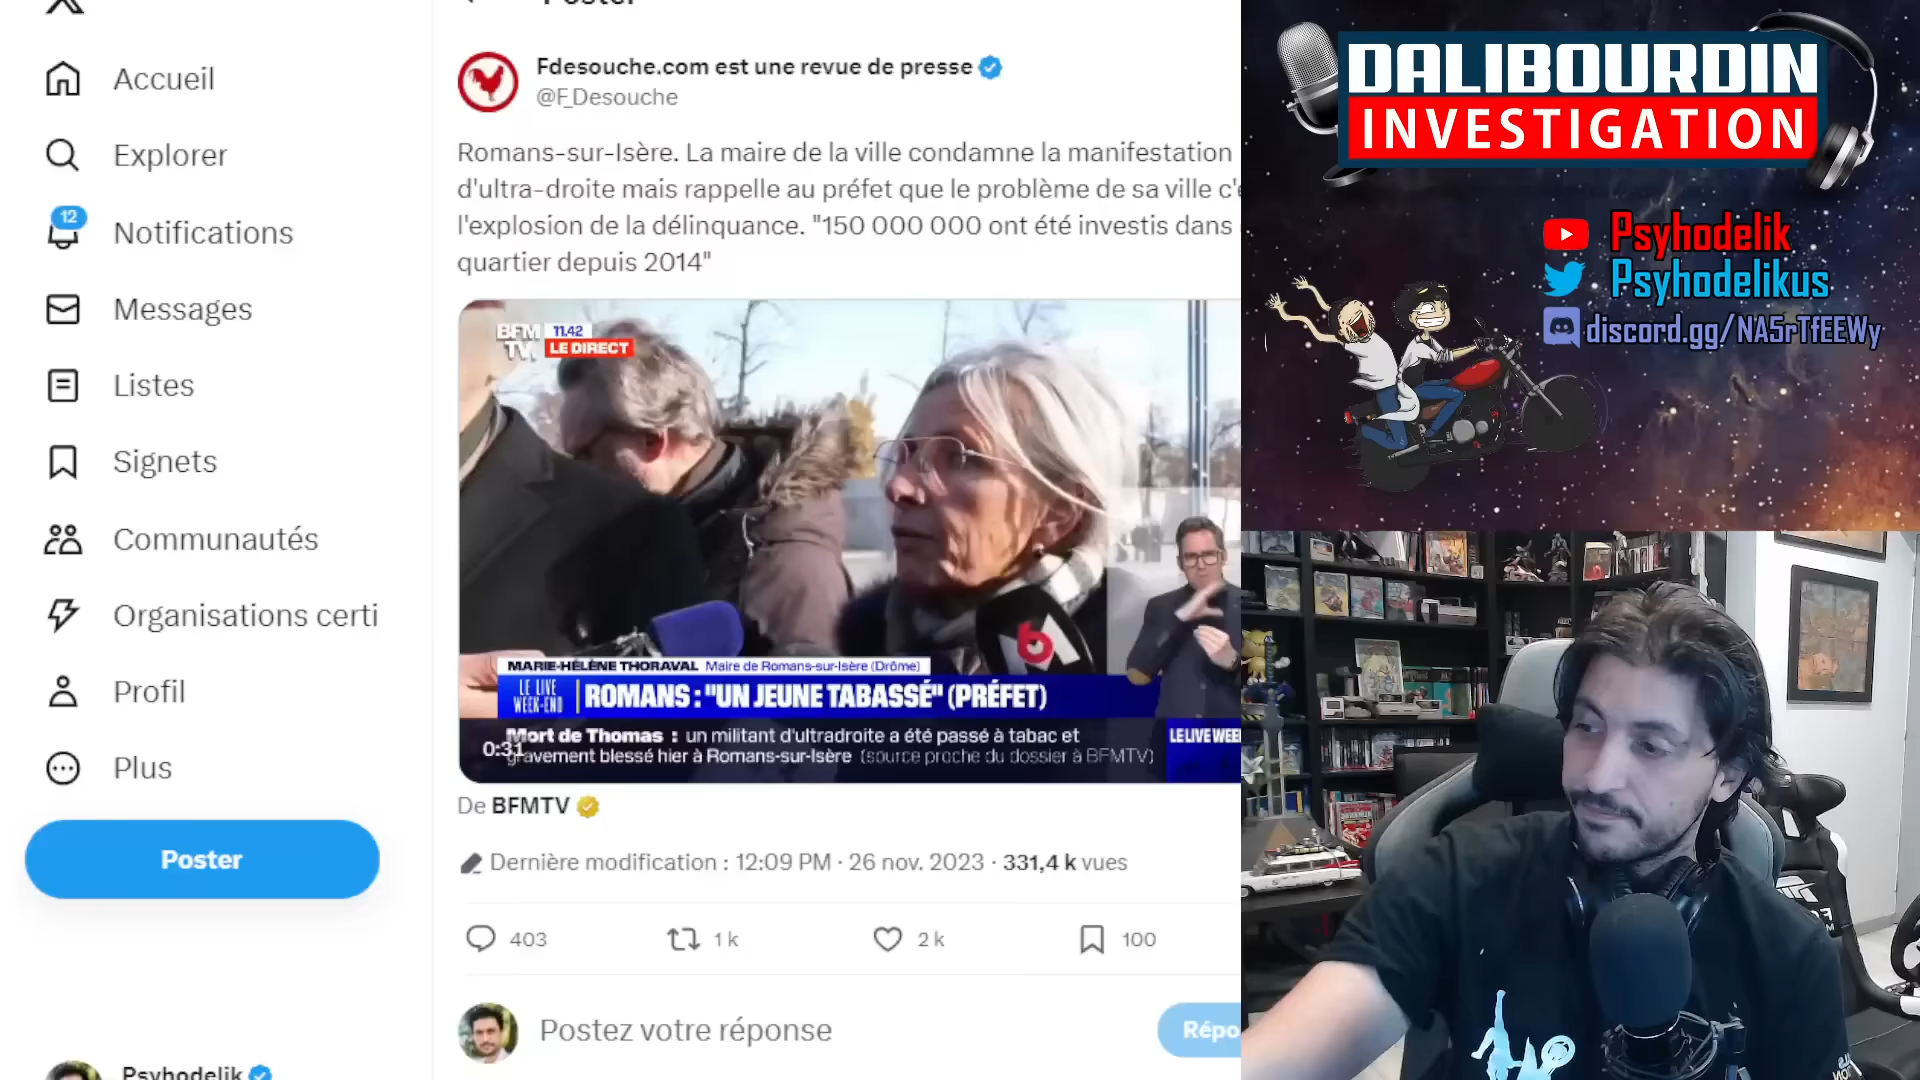 Accueil
Explorer
12
Notifications
Messages
Listes
Signets
Communautés
Organisations certi
Profil
Plus
Poster
Psyhodelik
Poster
Fdesouche.com est une revue de presse
@F_Desouche
Romans-sur-Isère. La maire de la ville condamne la manifestation
d'ultra-droite mais rappelle au préfet que le problème de sa ville c'e
l'explosion de la délinquance. "150 000 000 ont été investis dans
quartier depuis 2014"
BFM
TV.
11.42
LE DIRECT
MARIE-HÉLÈNE THORAVAL Maire de Romans-sur-Isère (Drôme)
LE LIVE
WEEK-END
ROMANS : "UN JEUNE TABASSÉ" (PRÉFET)
Mort de Thomas : un militant d'ultradroite a été passé à tabac et
gravement blessé hier à Romans-sur-Isère (source proche du dossier à BFMTV)
0:31
LE LIVE WEE
De BFMTV
Dernière modification : 12:09 PM · 26 nov. 2023 · 331,4 k vues
403
1 k
2 k
100
Postez votre réponse
Répo
DALIBOURDIN
INVESTIGATION
Psyhodelik
Psyhodelikus
discord.gg/NA5rTfEEWy